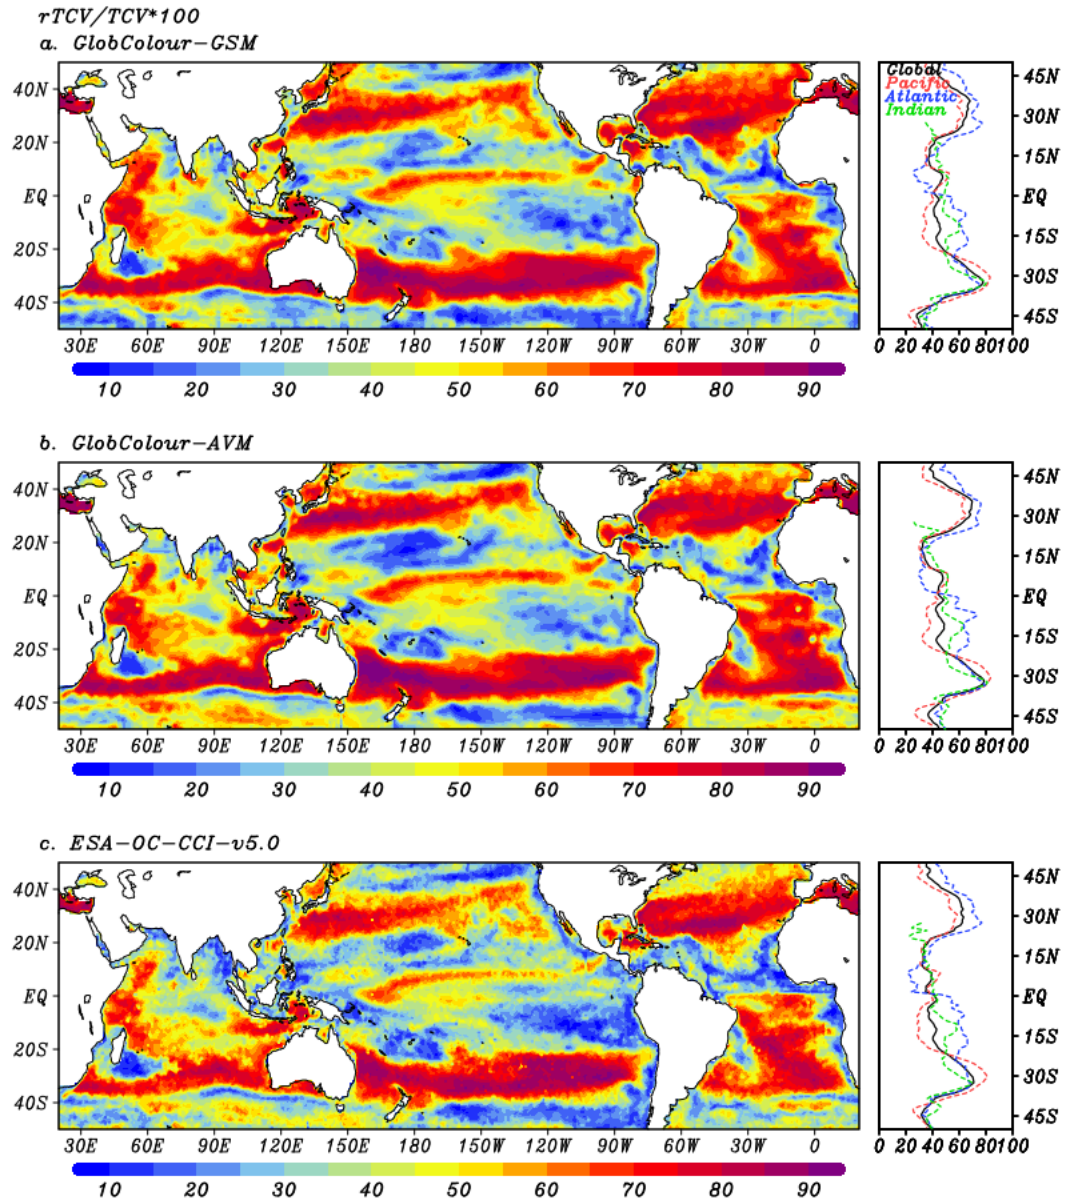 rTCV/TCV*100
a. GlobColour-GSM
Global
Pacific
Atlantic
Indian
40N
20N
EQ
20S
40S
45N
30N
15N
EQ
15S
30S
45S
30E 60E 90E 120E 150E 180 150W 120W 90W 60W 30W 0
0 20 40 60 80 100
10 20 30 40 50 60 70 80 90
b. GlobColour-AVM
40N
20N
EQ
20S
40S
45N
30N
15N
EQ
15S
30S
45S
30E 60E 90E 120E 150E 180 150W 120W 90W 60W 30W 0
0 20 40 60 80 100
10 20 30 40 50 60 70 80 90
c. ESA-OC-CCI-v5.0
40N
20N
EQ
20S
40S
45N
30N
15N
EQ
15S
30S
45S
30E 60E 90E 120E 150E 180 150W 120W 90W 60W 30W 0
0 20 40 60 80 100
10 20 30 40 50 60 70 80 90